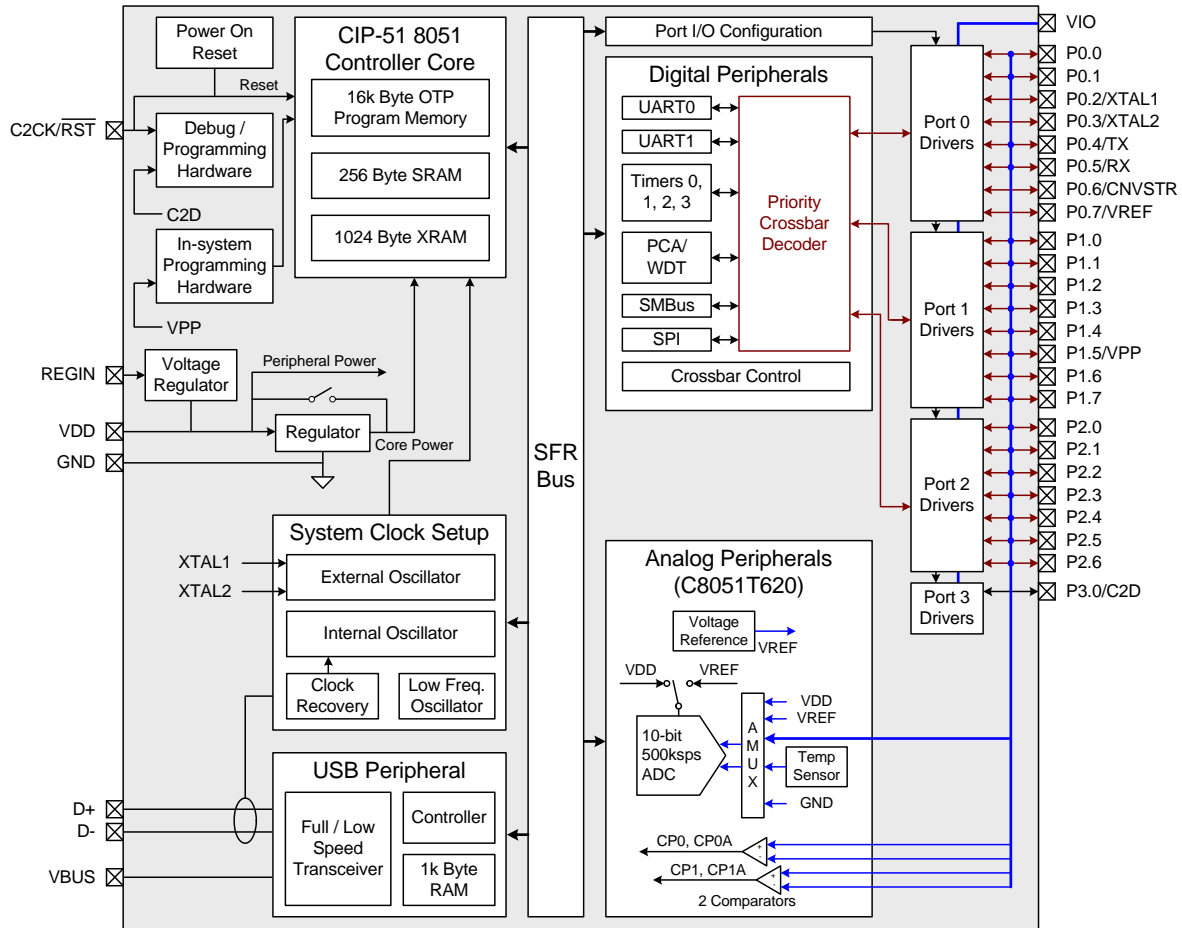 Power On
Reset
Reset
C2CK/RST
Debug /
Programming
Hardware
C2D
In-system
Programming
Hardware
VPP
CIP-51 8051
Controller Core
16k Byte OTP
Program Memory
256 Byte SRAM
1024 Byte XRAM
REGIN
Voltage
Regulator
Peripheral Power
VDD
Regulator
Core Power
GND
System Clock Setup
XTAL1
XTAL2
External Oscillator
Internal Oscillator
Clock
Recovery
Low Freq.
Oscillator
USB Peripheral
D+
D-
VBUS
Full / Low
Speed
Transceiver
Controller
1k Byte
RAM
SFR
Bus
Port I/O Configuration
Digital Peripherals
UART0
UART1
Timers 0,
1, 2, 3
PCA/
WDT
SMBus
SPI
Priority
Crossbar
Decoder
Crossbar Control
Analog Peripherals
(C8051T620)
Voltage
Reference
VREF
VDD
VREF
10-bit
500ksps
ADC
A
M
U
X
VDD
VREF
Temp
Sensor
GND
CP0, CP0A
+
-
CP1, CP1A
+
-
2 Comparators
Port 0
Drivers
Port 1
Drivers
Port 2
Drivers
Port 3
Drivers
VIO
P0.0
P0.1
P0.2/XTAL1
P0.3/XTAL2
P0.4/TX
P0.5/RX
P0.6/CNVSTR
P0.7/VREF
P1.0
P1.1
P1.2
P1.3
P1.4
P1.5/VPP
P1.6
P1.7
P2.0
P2.1
P2.2
P2.3
P2.4
P2.5
P2.6
P3.0/C2D